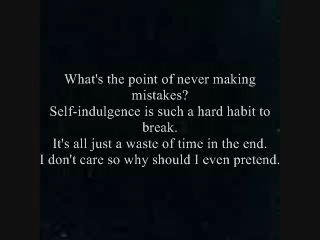 What's the point of never making
mistakes?
Self-indulgence is such a hard habit to
break.
It's all just a waste of time in the end.
I don't care so why should I even pretend.